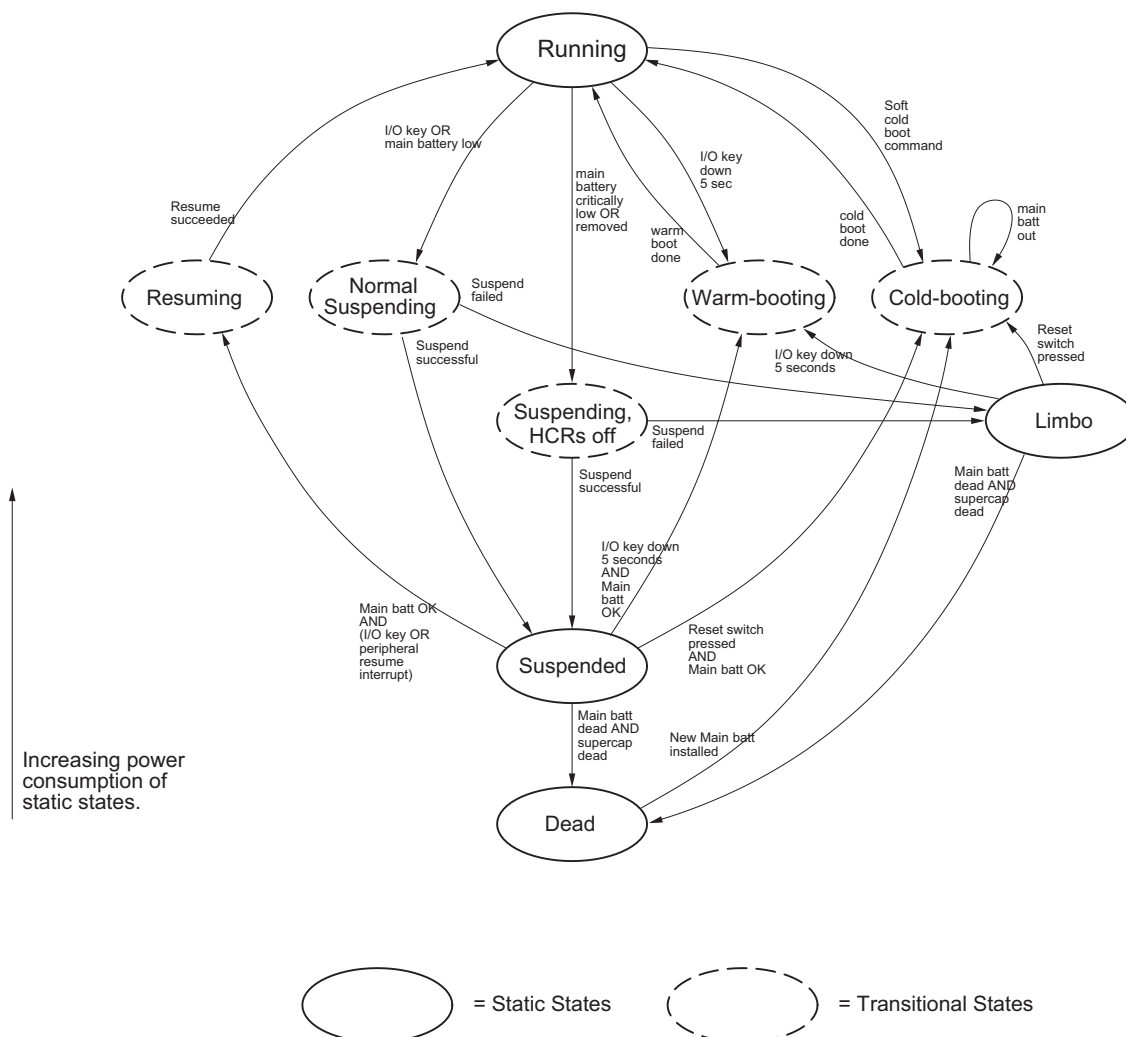 Running
I/O key OR
main battery low
Soft
cold
boot
command
I/O key
down
5 sec
main
battery
critically
low OR
removed
Resume
succeeded
warm
boot
done
cold
boot
done
main
batt
out
Resuming
Normal
Suspending
Suspend
failed
Warm-booting
Cold-booting
Suspend
successful
I/O key down
5 seconds
Reset
switch
pressed
Suspending,
HCRs off
Suspend
failed
Limbo
Suspend
successful
Main batt
dead AND
supercap
dead
I/O key down
5 seconds
AND
Main
batt
OK
Main batt OK
AND
(I/O key OR
peripheral
resume
interrupt)
Suspended
Reset switch
pressed
AND
Main batt OK
Main batt
dead AND
supercap
dead
New Main batt
installed
Increasing power
consumption of
static states.
Dead
= Static States
= Transitional States